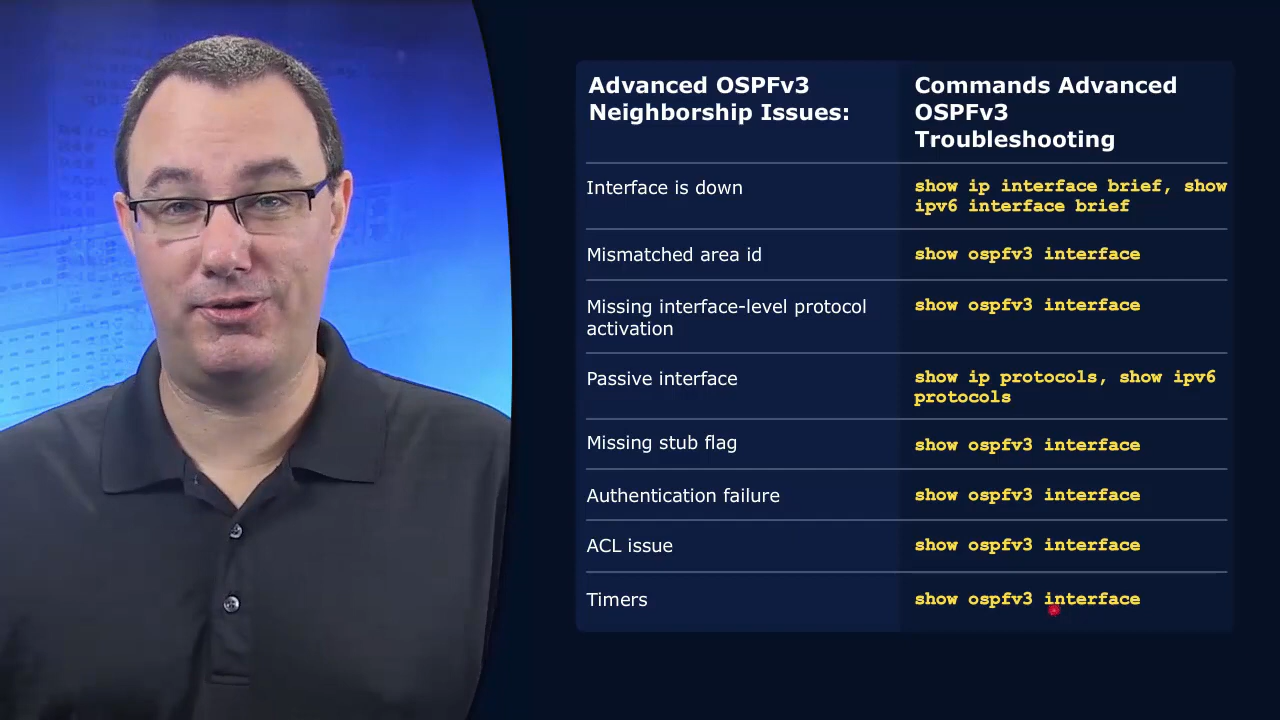 Advanced OSPFv3
Neighborship Issues:
Commands Advanced
OSPFv3
Troubleshooting
Interface is down
show ip interface brief, show
ipv6 interface brief
Mismatched area id
show ospfv3 interface
Missing interface-level protocol
activation
show ospfv3 interface
Passive interface
show ip protocols, show ipv6
protocols
Missing stub flag
show ospfv3 interface
Authentication failure
show ospfv3 interface
ACL issue
show ospfv3 interface
Timers
show ospfv3 interface